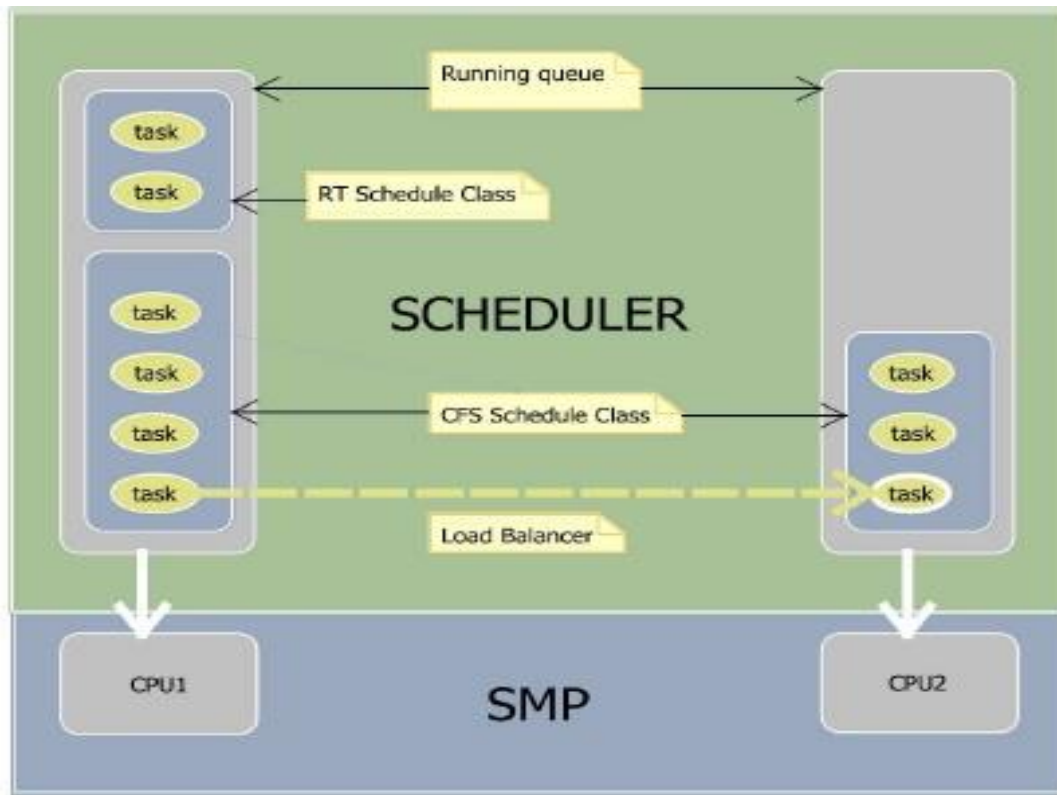 Running queue
task
task
RT Schedule Class
task
SCHEDULER
task
task
CFS Schedule Class
task
task
task
task
Load Balancer
CPU1
SMP
CPU2